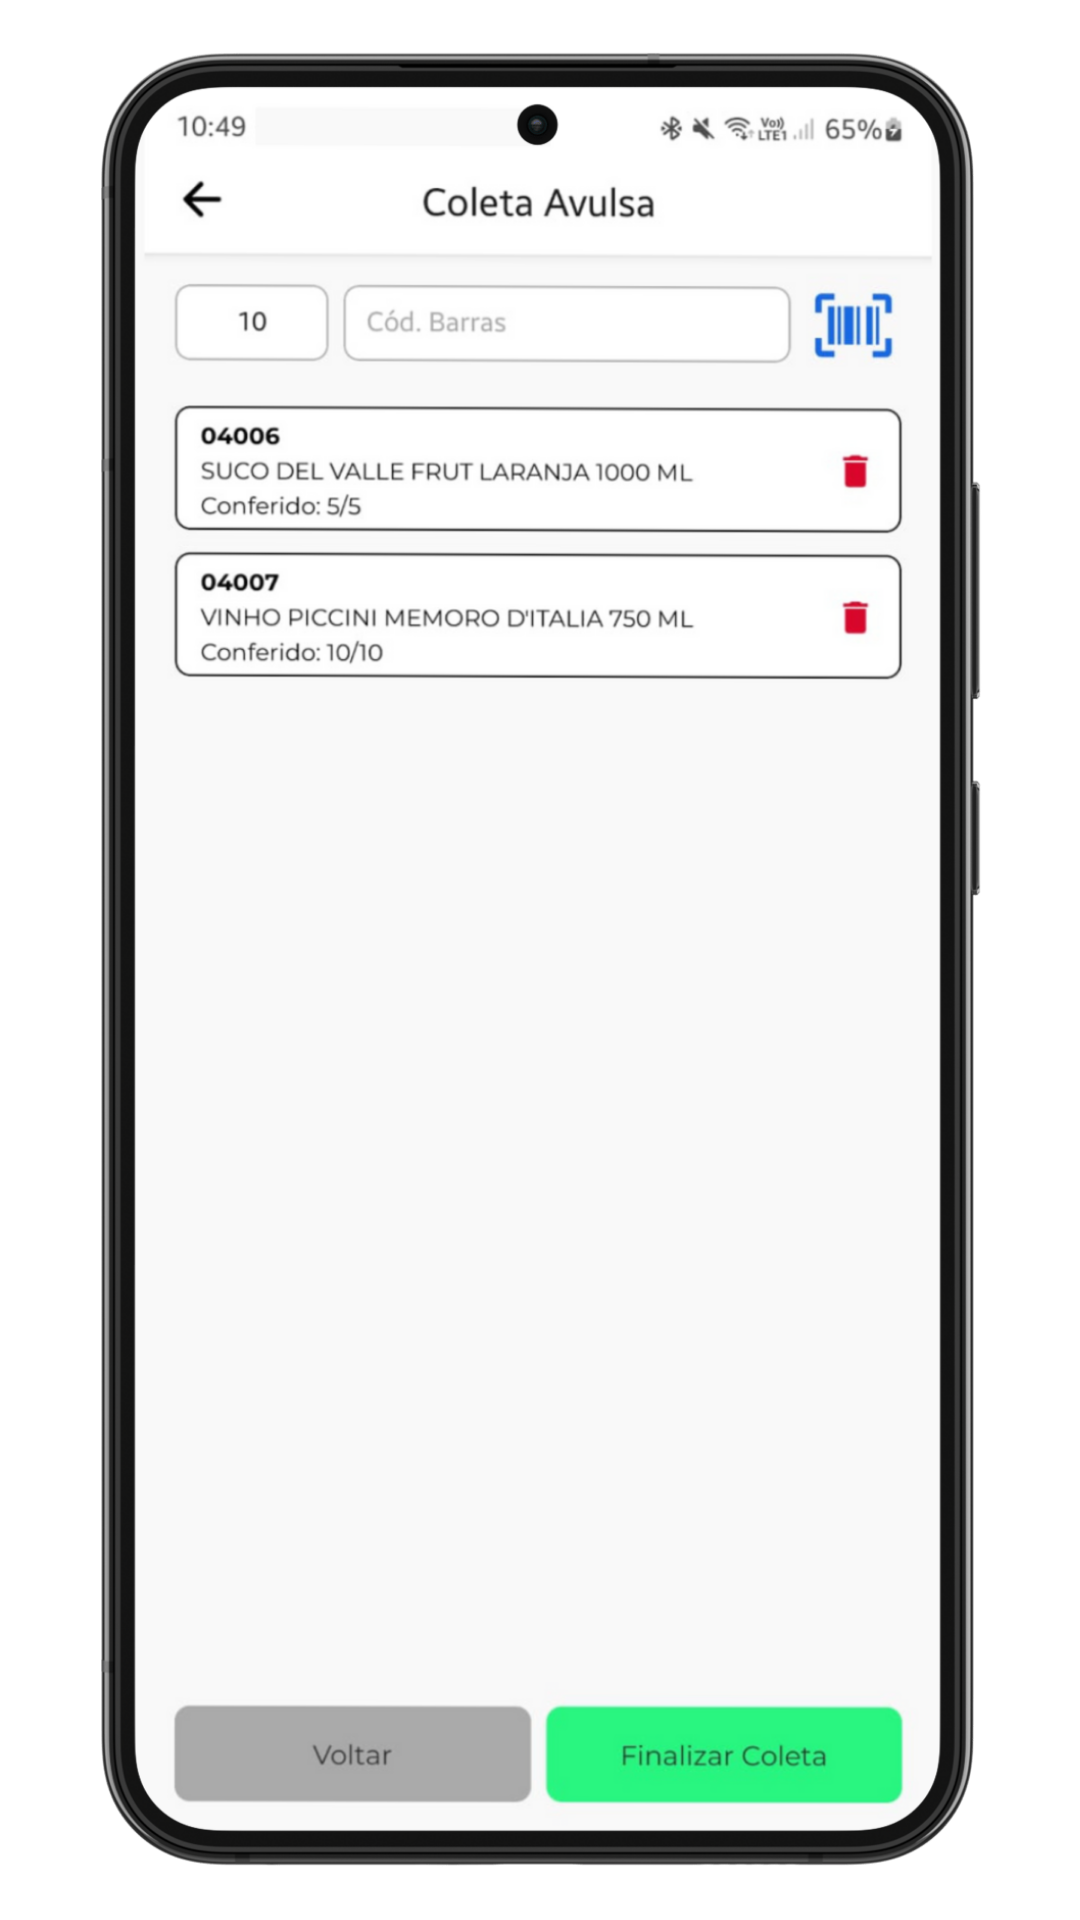 10:49
Vo))
LTE1
65%
Coleta Avulsa
10
Cód. Barras
04006
SUCO DEL VALLE FRUT LARANJA 1000 ML
Conferido: 5/5
04007
VINHO PICCINI MEMORO D'ITALIA 750 ML
Conferido: 10/10
Voltar
Finalizar Coleta